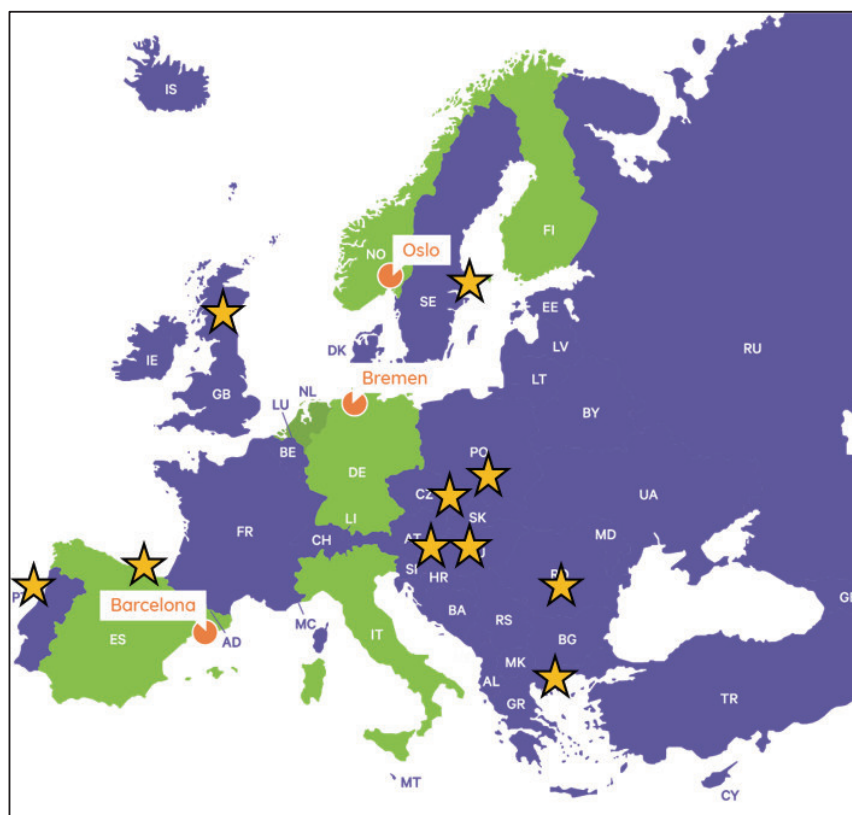 IS
NO
Oslo
FI
SE
EE
IE
DK
LV
RU
GB
NL
Bremen
LT
LU
BY
BE
PO
DE
CZ
UA
FR
LI
SK
CH
AT
MD
SI
HR
Barcelona
ES
AD
MC
IT
BA
RS
BG
MK
AL
GR
TR
MT
CY